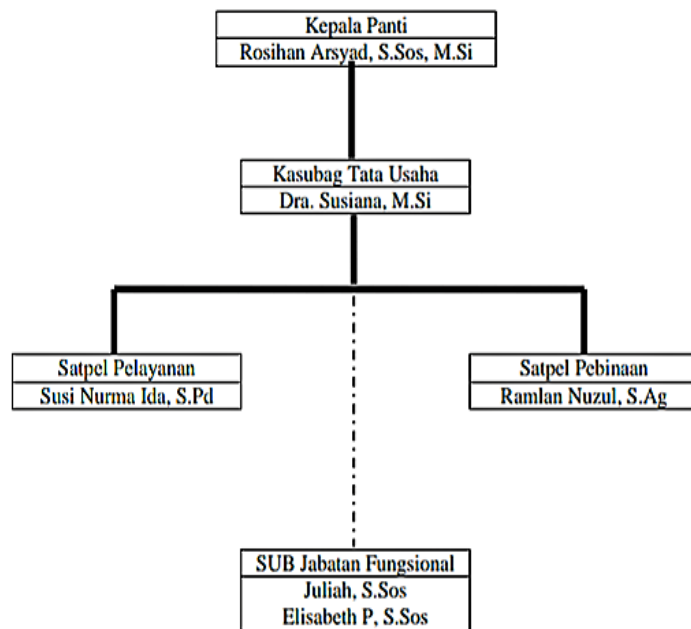 Kepala Panti
Rosihan Arsyad, S.Sos, M.Si
Kasubag Tata Usaha
Dra. Susiana, M.Si
Satpel Pelayanan
Susi Nurma Ida, S.Pd
Satpel Pebinaan
Ramlan Nuzul, S.Ag
SUB Jabatan Fungsional
Juliah, S.Sos
Elisabeth P, S.Sos